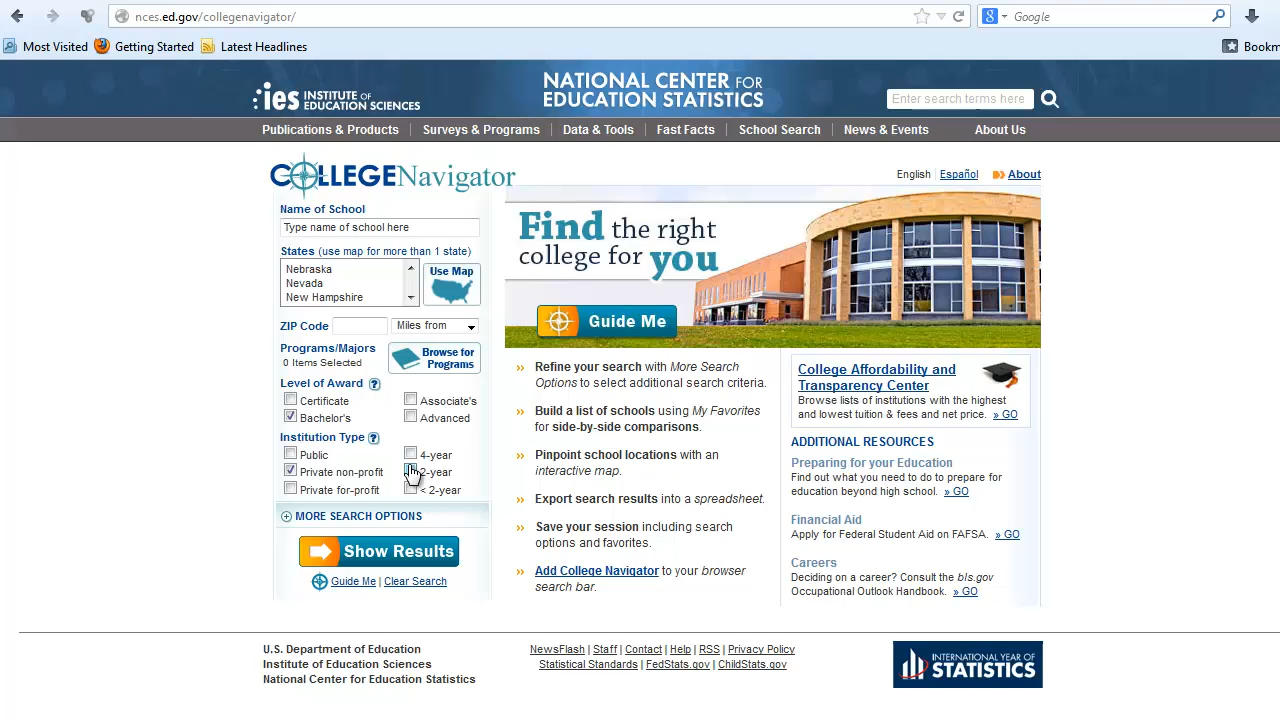 nces.ed.gov/collegenavigator/
Google
Most Visited
Getting Started
Latest Headlines
Bookm
ies INSTITUTE of EDUCATION SCIENCES
NATIONAL CENTER FOR
EDUCATION STATISTICS
Enter search terms here
Publications & Products
Surveys & Programs
Data & Tools
Fast Facts
School Search
News & Events
About Us
COLLEGE Navigator
English
Español
About
Name of School
Type name of school here
States (use map for more than 1 state)
Nebraska
Nevada
New Hampshire
Use Map
ZIP Code
Miles from
Programs/Majors
0 Items Selected
Browse for
Programs
Level of Award ?
Certificate
Associate's
Bachelor's
Advanced
Institution Type ?
Public
4-year
Private non-profit
2-year
Private for-profit
< 2-year
MORE SEARCH OPTIONS
Show Results
Guide Me | Clear Search
Find the right
college for you
Guide Me
Refine your search with More Search
Options to select additional search criteria.
Build a list of schools using My Favorites
for side-by-side comparisons.
Pinpoint school locations with an
interactive map.
Export search results into a spreadsheet.
Save your session including search
options and favorites.
Add College Navigator to your browser
search bar.
College Affordability and
Transparency Center
Browse lists of institutions with the highest
and lowest tuition & fees and net price. » GO
ADDITIONAL RESOURCES
Preparing for your Education
Find out what you need to do to prepare for
education beyond high school. » GO
Financial Aid
Apply for Federal Student Aid on FAFSA. » GO
Careers
Deciding on a career? Consult the bls.gov
Occupational Outlook Handbook. » GO
U.S. Department of Education
Institute of Education Sciences
National Center for Education Statistics
NewsFlash | Staff | Contact | Help | RSS | Privacy Policy
Statistical Standards | FedStats.gov | ChildStats.gov
INTERNATIONAL YEAR OF
STATISTICS